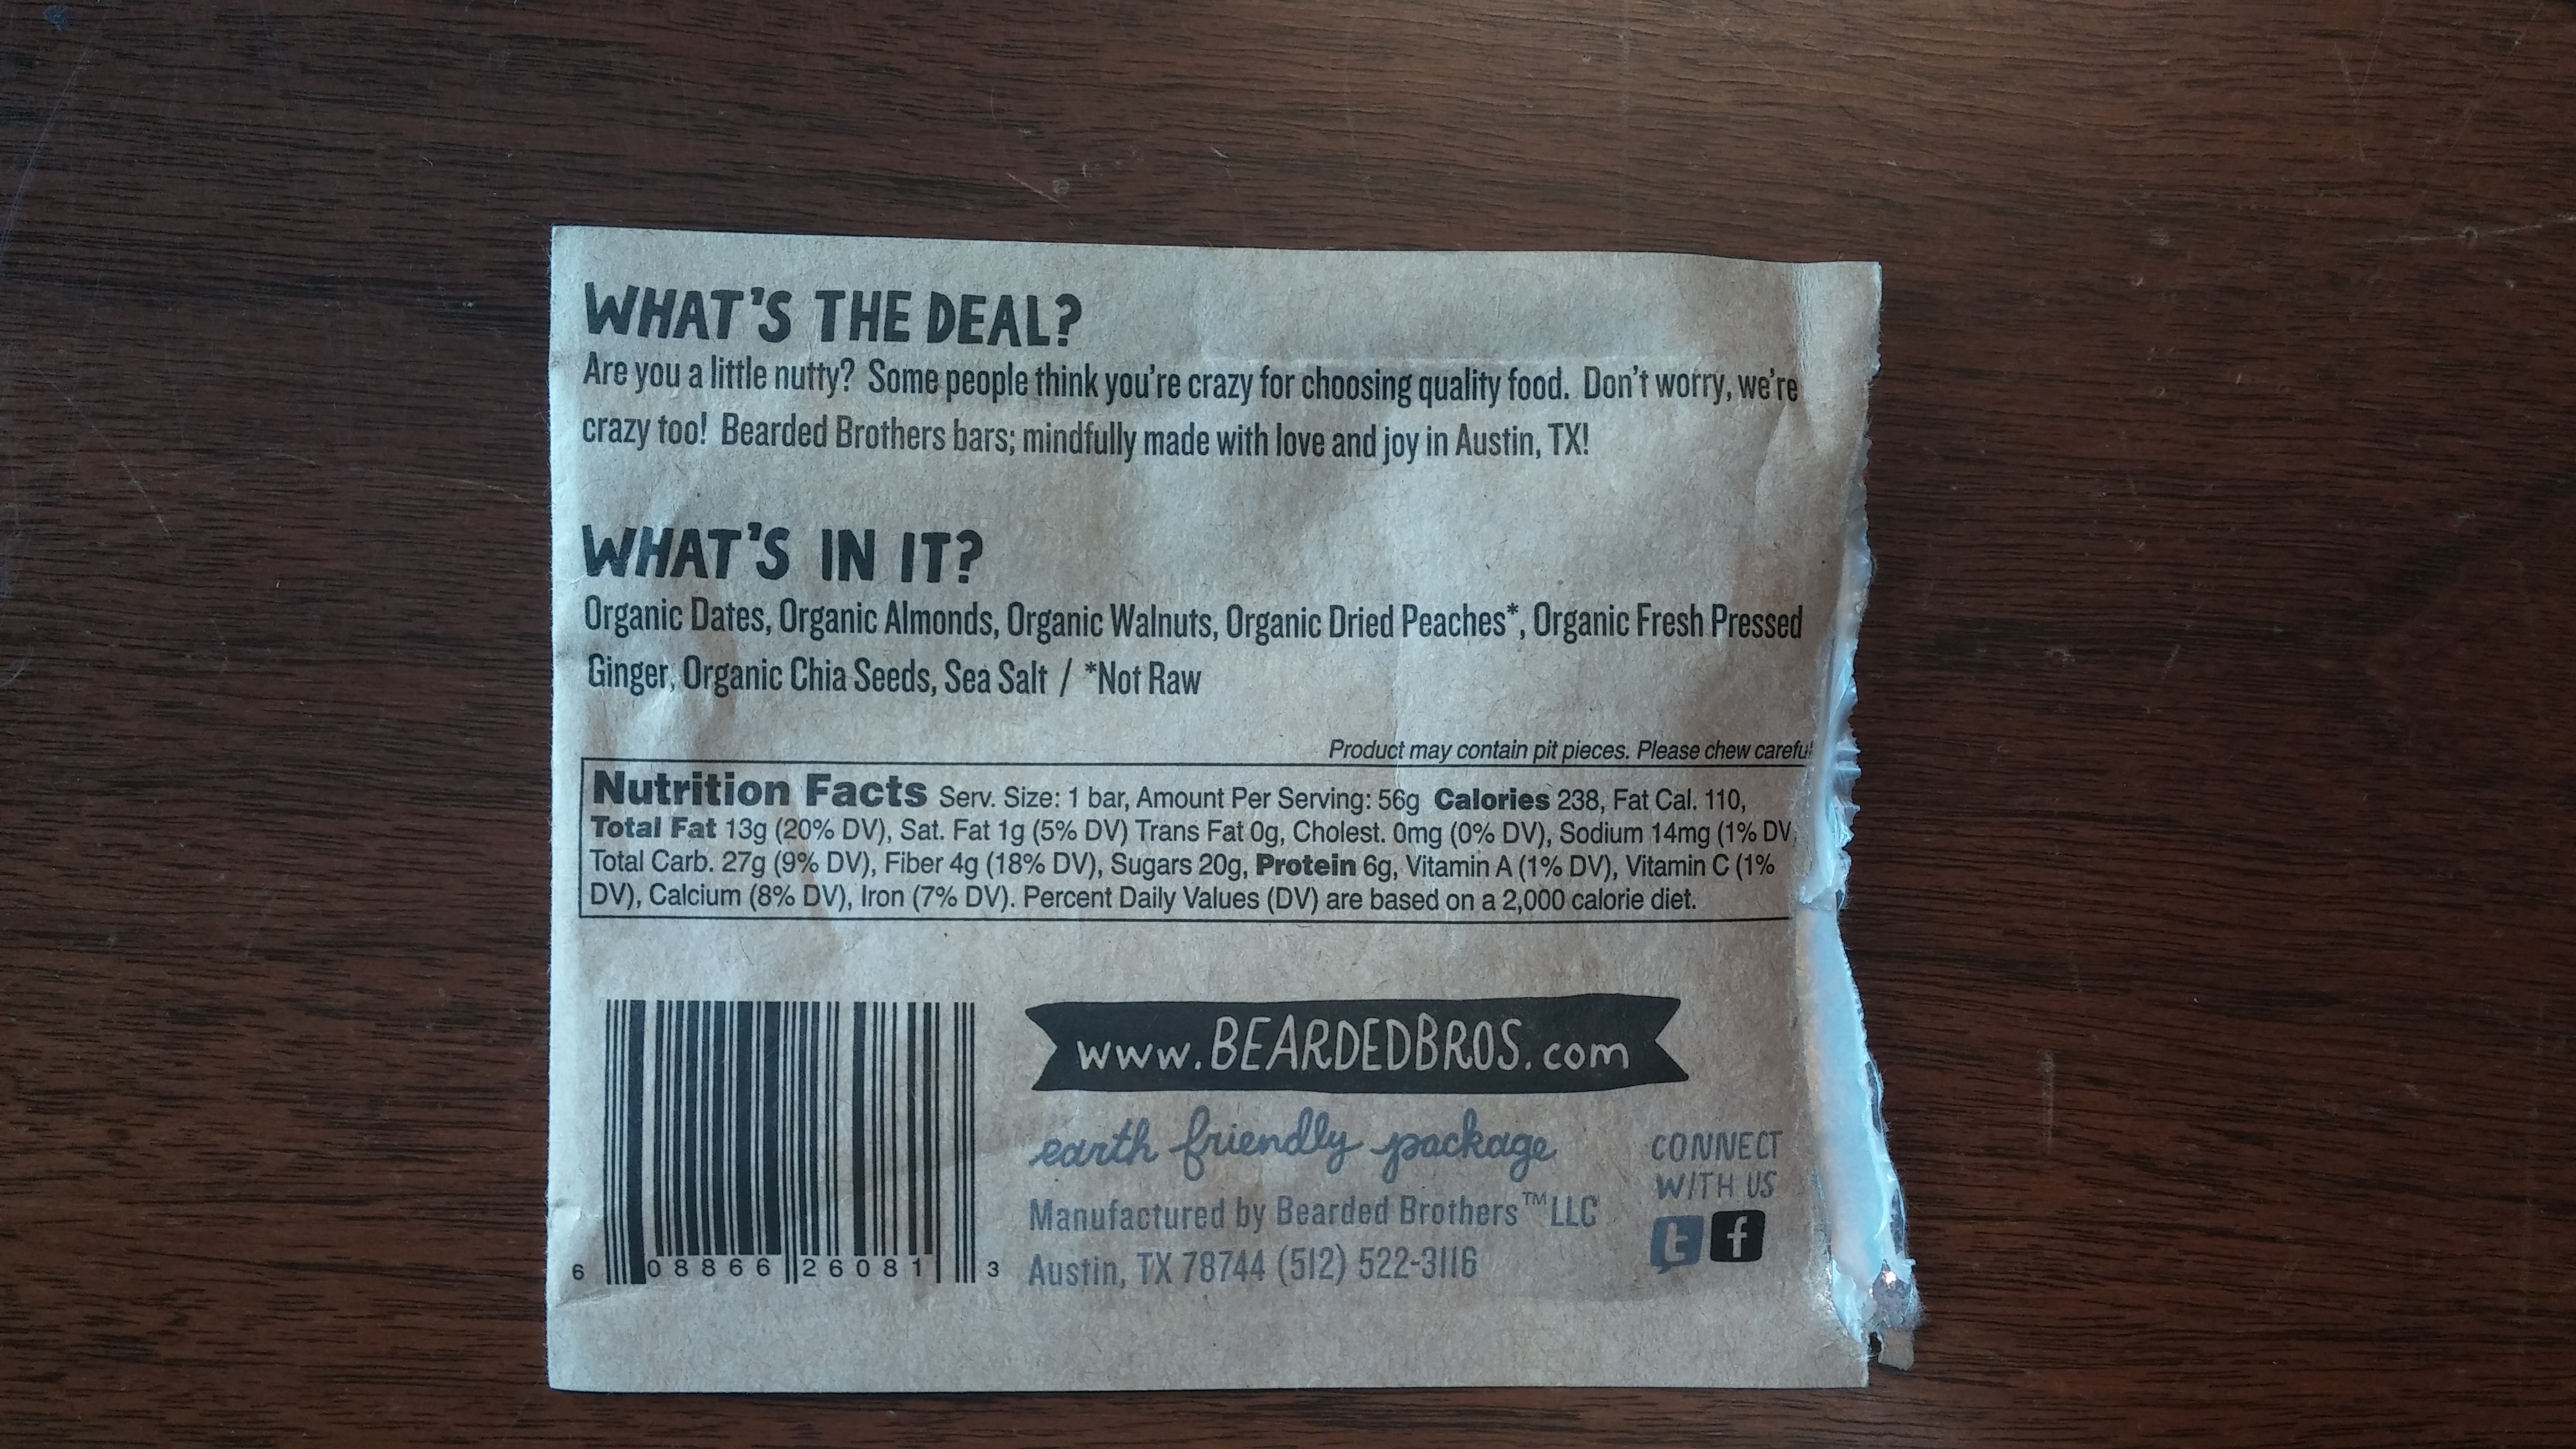 WHAT'S THE DEAL?
Are you a little nutty? Some people think you're crazy for choosing quality food. Don't worry, we're
crazy too! Bearded Brothers bars; mindfully made with love and joy in Austin, TX!
WHAT'S IN IT?
Organic Dates, Organic Almonds, Organic Walnuts, Organic Dried Peaches*, Organic Fresh Pressed
Ginger, Organic Chia Seeds, Sea Salt / *Not Raw
Product may contain pit pieces. Please chew careful
Nutrition Facts Serv. Size: 1 bar, Amount Per Serving: 56g Calories 238, Fat Cal. 110,
Total Fat 13g (20% DV), Sat. Fat 1g (5% DV) Trans Fat 0g, Cholest. 0mg (0% DV), Sodium 14mg (1% DV,
Total Carb. 27g (9% DV), Fiber 4g (18% DV), Sugars 20g, Protein 6g, Vitamin A (1% DV), Vitamin C (1%
DV), Calcium (8% DV), Iron (7% DV). Percent Daily Values (DV) are based on a 2,000 calorie diet.
www.BEARDEDBROS.com
earth friendly package
Manufactured by Bearded Brothers™ LLC
Austin, TX 78744 (512) 522-3116
CONNECT
WITH US
t f
6 08866 26081 3